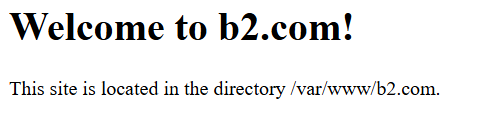 Welcome to b2.com!
This site is located in the directory /var/www/b2.com.